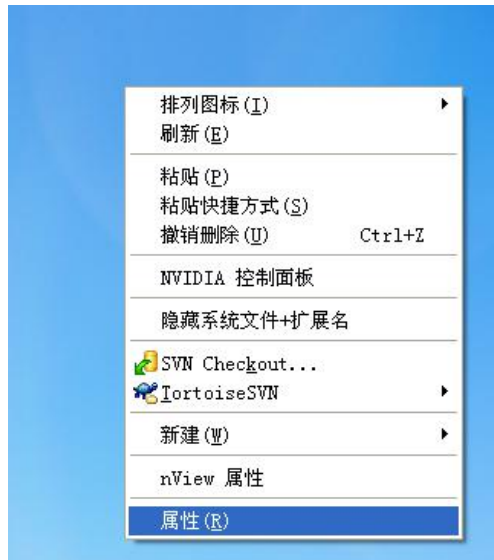 排列图标(I)
刷新(E)
粘贴(P)
粘贴快捷方式(S)
撤销删除(U) Ctrl+Z
NVIDIA 控制面板
隐藏系统文件+扩展名
SVN Checkout...
TortoiseSVN
新建(W)
nView 属性
属性(R)